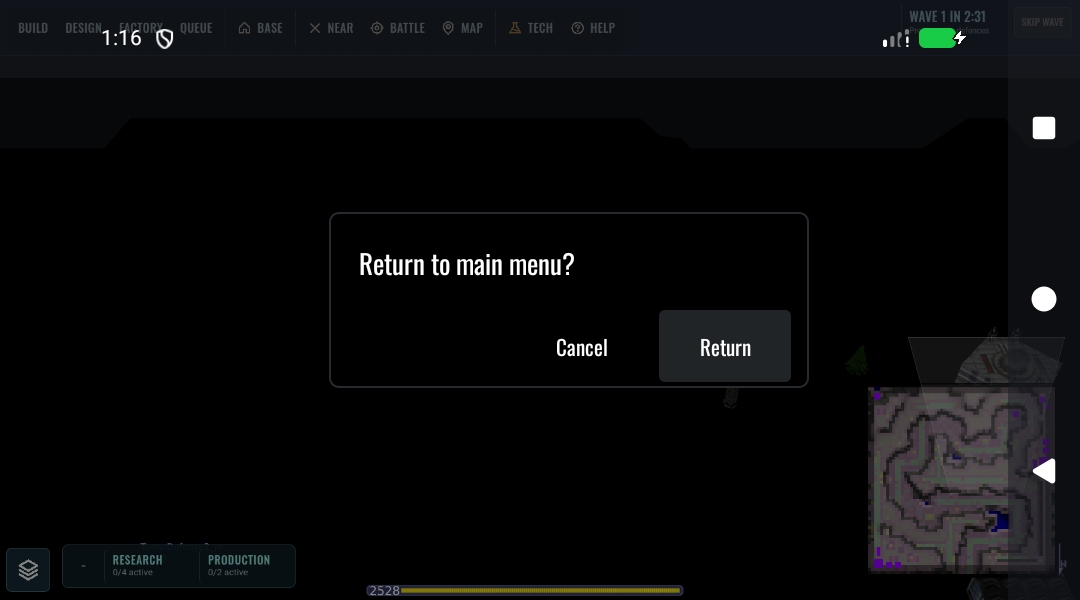 BUILD DESIGN FACTORY QUEUE BASE NEAR BATTLE MAP TECH HELP
WAVE 1 IN 2:31
SKIP WAVE
1:16
Return to main menu?
Cancel Return
RESEARCH
0/4 active
PRODUCTION
0/2 active
2528